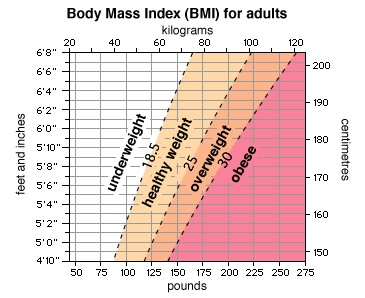 Body Mass Index (BMI) for adults
kilograms
20 40 60 80 100 120
6'8"
6'6"
6'4"
6'2"
6'0"
5'10"
5'8"
5'6"
5'4"
5'2"
5'0"
4'10"
feet and inches
underweight
18.5
healthy weight
25
overweight
30
obese
200
190
180
170
160
150
centimetres
50 75 100 125 150 175 200 225 250 275
pounds